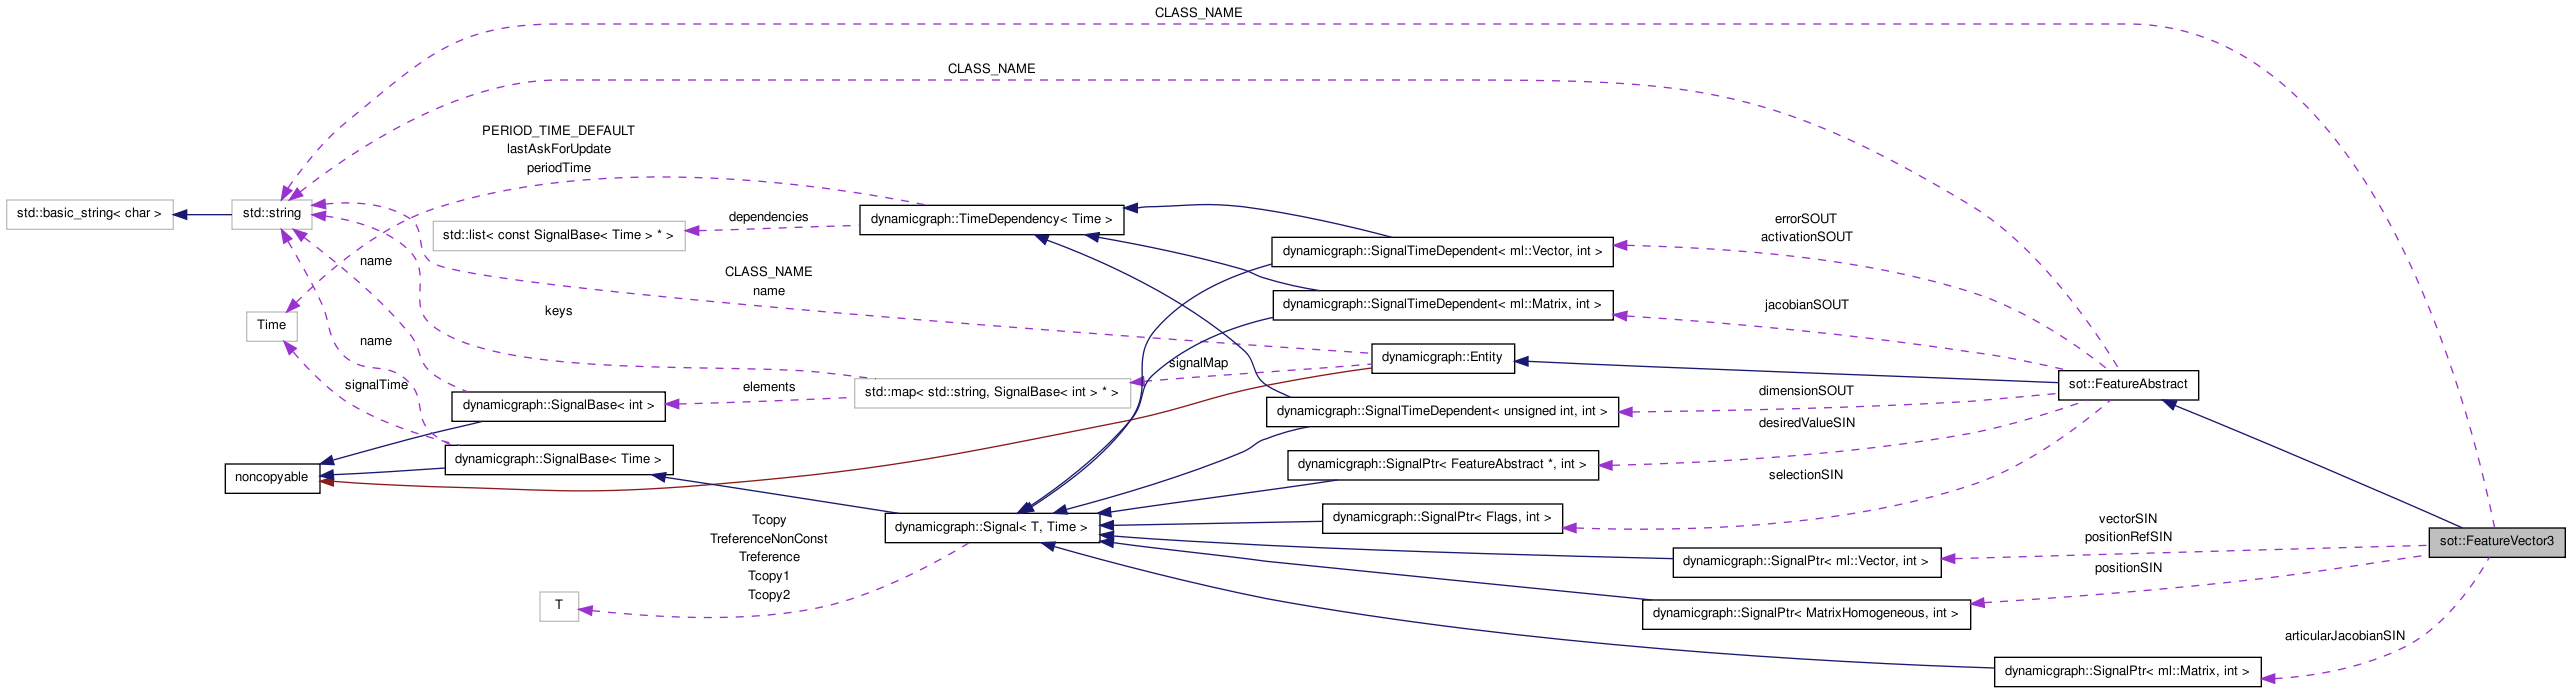 CLASS_NAME
CLASS_NAME
PERIOD_TIME_DEFAULT
lastAskForUpdate
periodTime
std::basic_string< char >
std::string
dependencies
dynamicgraph::TimeDependency< Time >
std::list< const SignalBase< Time > * >
errorSOUT
activationSOUT
dynamicgraph::SignalTimeDependent< ml::Vector, int >
name
CLASS_NAME
name
keys
Time
dynamicgraph::SignalTimeDependent< ml::Matrix, int >
jacobianSOUT
name
dynamicgraph::Entity
signalMap
signalTime
elements
std::map< std::string, SignalBase< int > * >
sot::FeatureAbstract
dimensionSOUT
dynamicgraph::SignalBase< int >
dynamicgraph::SignalTimeDependent< unsigned int, int >
desiredValueSIN
dynamicgraph::SignalBase< Time >
dynamicgraph::SignalPtr< FeatureAbstract *, int >
noncopyable
selectionSIN
dynamicgraph::SignalPtr< Flags, int >
dynamicgraph::Signal< T, Time >
Tcopy
TreferenceNonConst
Treference
Tcopy1
Tcopy2
vectorSIN
positionRefSIN
sot::FeatureVector3
dynamicgraph::SignalPtr< ml::Vector, int >
positionSIN
T
dynamicgraph::SignalPtr< MatrixHomogeneous, int >
articularJacobianSIN
dynamicgraph::SignalPtr< ml::Matrix, int >